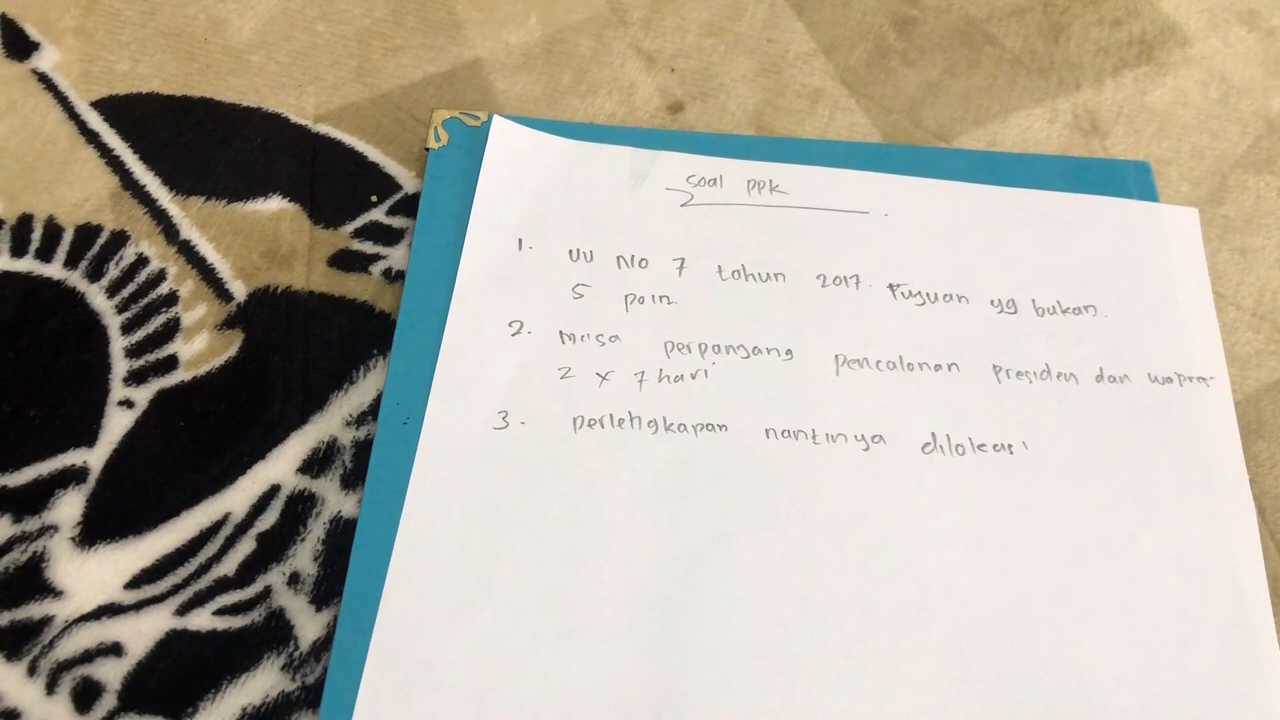 soal ppk
1. UU No 7 tahun 2017. Tujuan yg bukan.
5 poin.
2. masa perpanjang pencalonan presiden dan wapres
2 x 7 hari
3. perlengkapan nantinya dilokasi